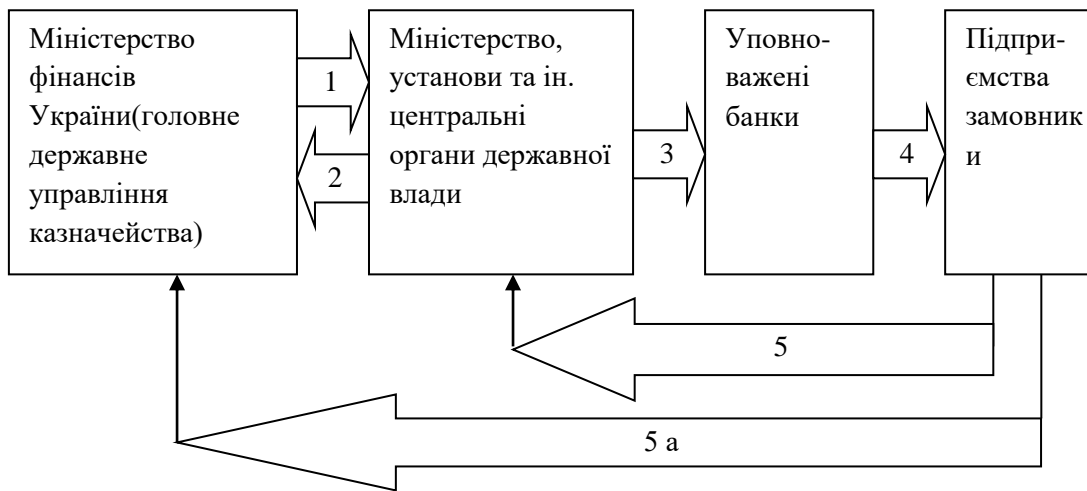 Міністерство
фінансів
України(головне
державне
управління
казначейства)
1
2
Міністерство,
установи та ін.
центральні
органи державної
влади
3
Уповно-
важені
банки
4
Підпри-
ємства
замовник
и
5
5 а